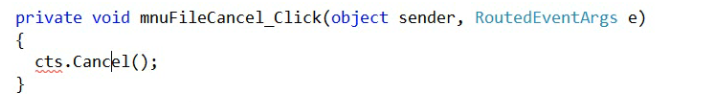 private void mnuFileCancel_Click(object sender, RoutedEventArgs e)
{
cts.Cancel();
}